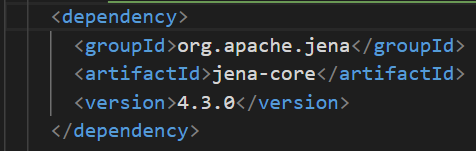 <dependency>
<groupId>org.apache.jena</groupId>
<artifactId>jena-core</artifactId>
<version>4.3.0</version>
</dependency>